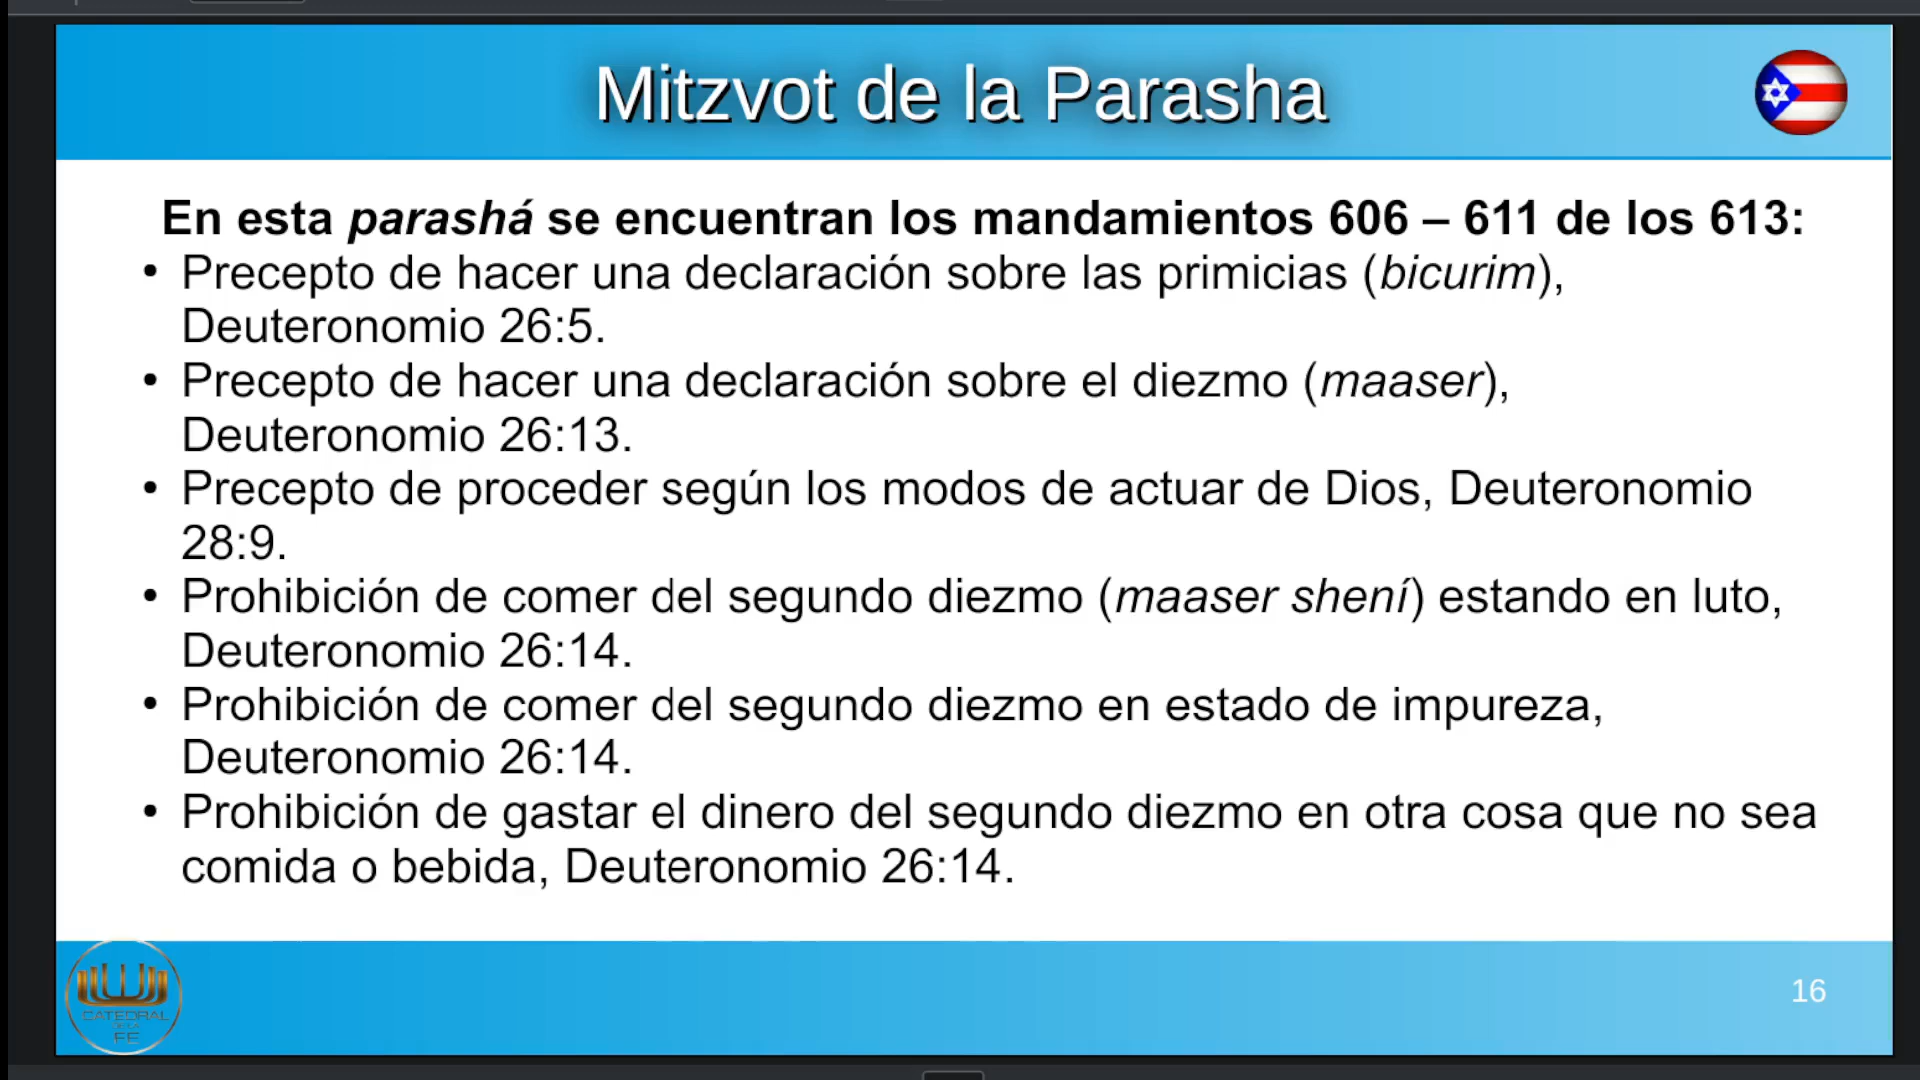 Mitzvot de la Parasha
En esta parashá se encuentran los mandamientos 606 – 611 de los 613:
• Precepto de hacer una declaración sobre las primicias (bicurim),
Deuteronomio 26:5.
• Precepto de hacer una declaración sobre el diezmo (maaser),
Deuteronomio 26:13.
• Precepto de proceder según los modos de actuar de Dios, Deuteronomio
28:9.
• Prohibición de comer del segundo diezmo (maaser shení) estando en luto,
Deuteronomio 26:14.
• Prohibición de comer del segundo diezmo en estado de impureza,
Deuteronomio 26:14.
• Prohibición de gastar el dinero del segundo diezmo en otra cosa que no sea
comida o bebida, Deuteronomio 26:14.
CATEDRAL
DE LA
FE
16